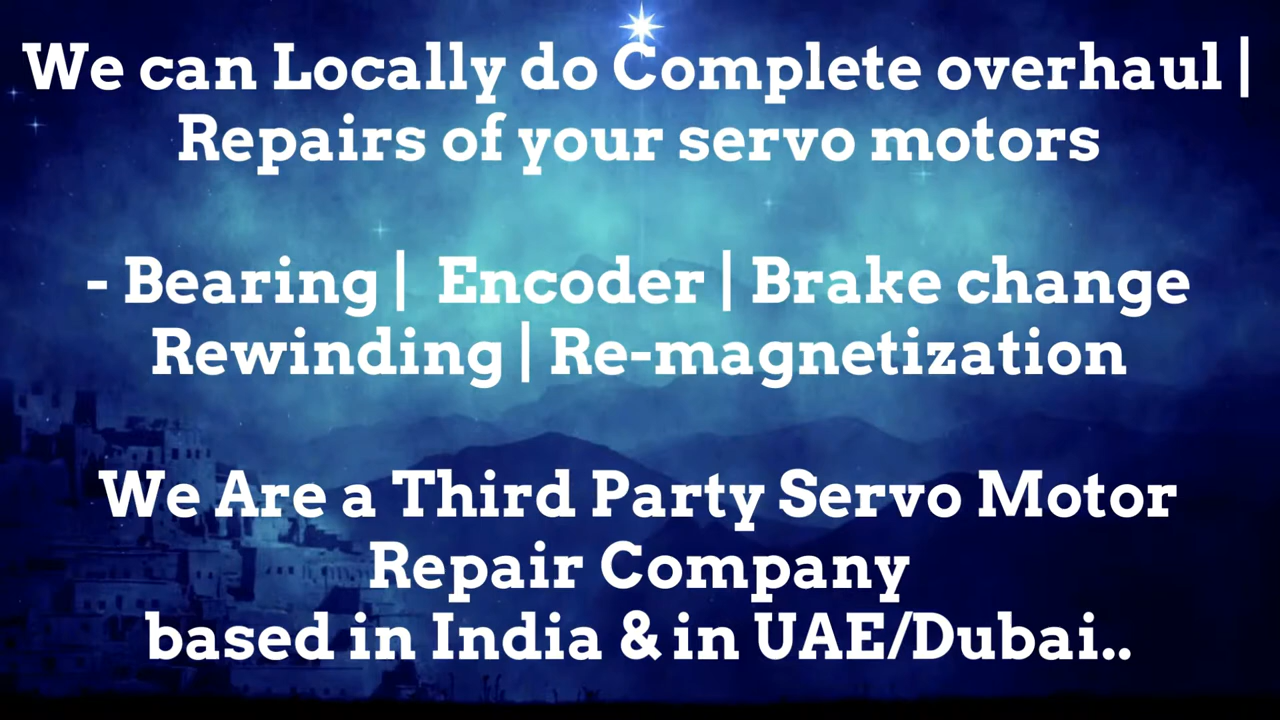 We can Locally do Complete overhaul |
Repairs of your servo motors
- Bearing |  Encoder | Brake change
Rewinding | Re-magnetization
We Are a Third Party Servo Motor
Repair Company
based in India & in UAE/Dubai..